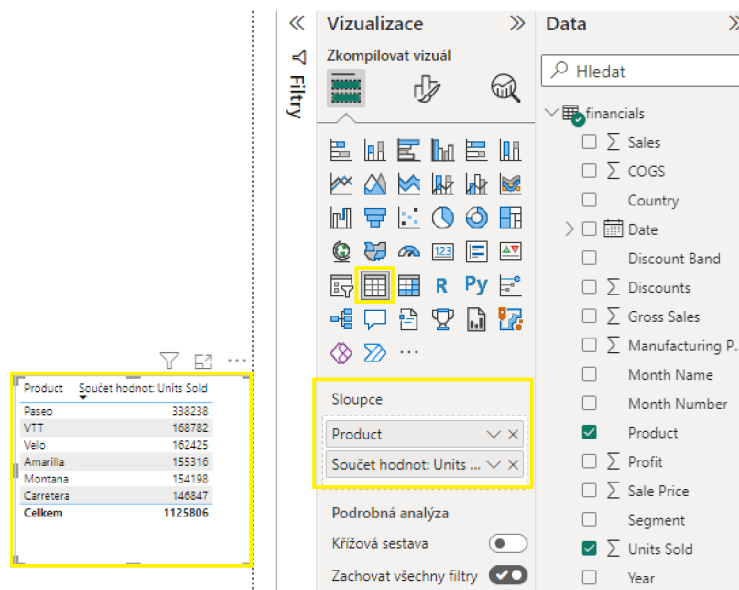 Product Součet hodnot: Units Sold
Paseo 338238
VTT 168782
Velo 162425
Amarilla 155316
Montana 154198
Carretera 146847
Celkem 1125806
Filtry
Vizualizace
Zkompilovat vizuál
123
R
Py
Sloupce
Product
Součet hodnot: Units ...
Podrobná analýza
Křížová sestava
Zachovat všechny filtry
Data
Hledat
financials
Sales
COGS
Country
Date
Discount Band
Discounts
Gross Sales
Manufacturing P...
Month Name
Month Number
Product
Profit
Sale Price
Segment
Units Sold
Year